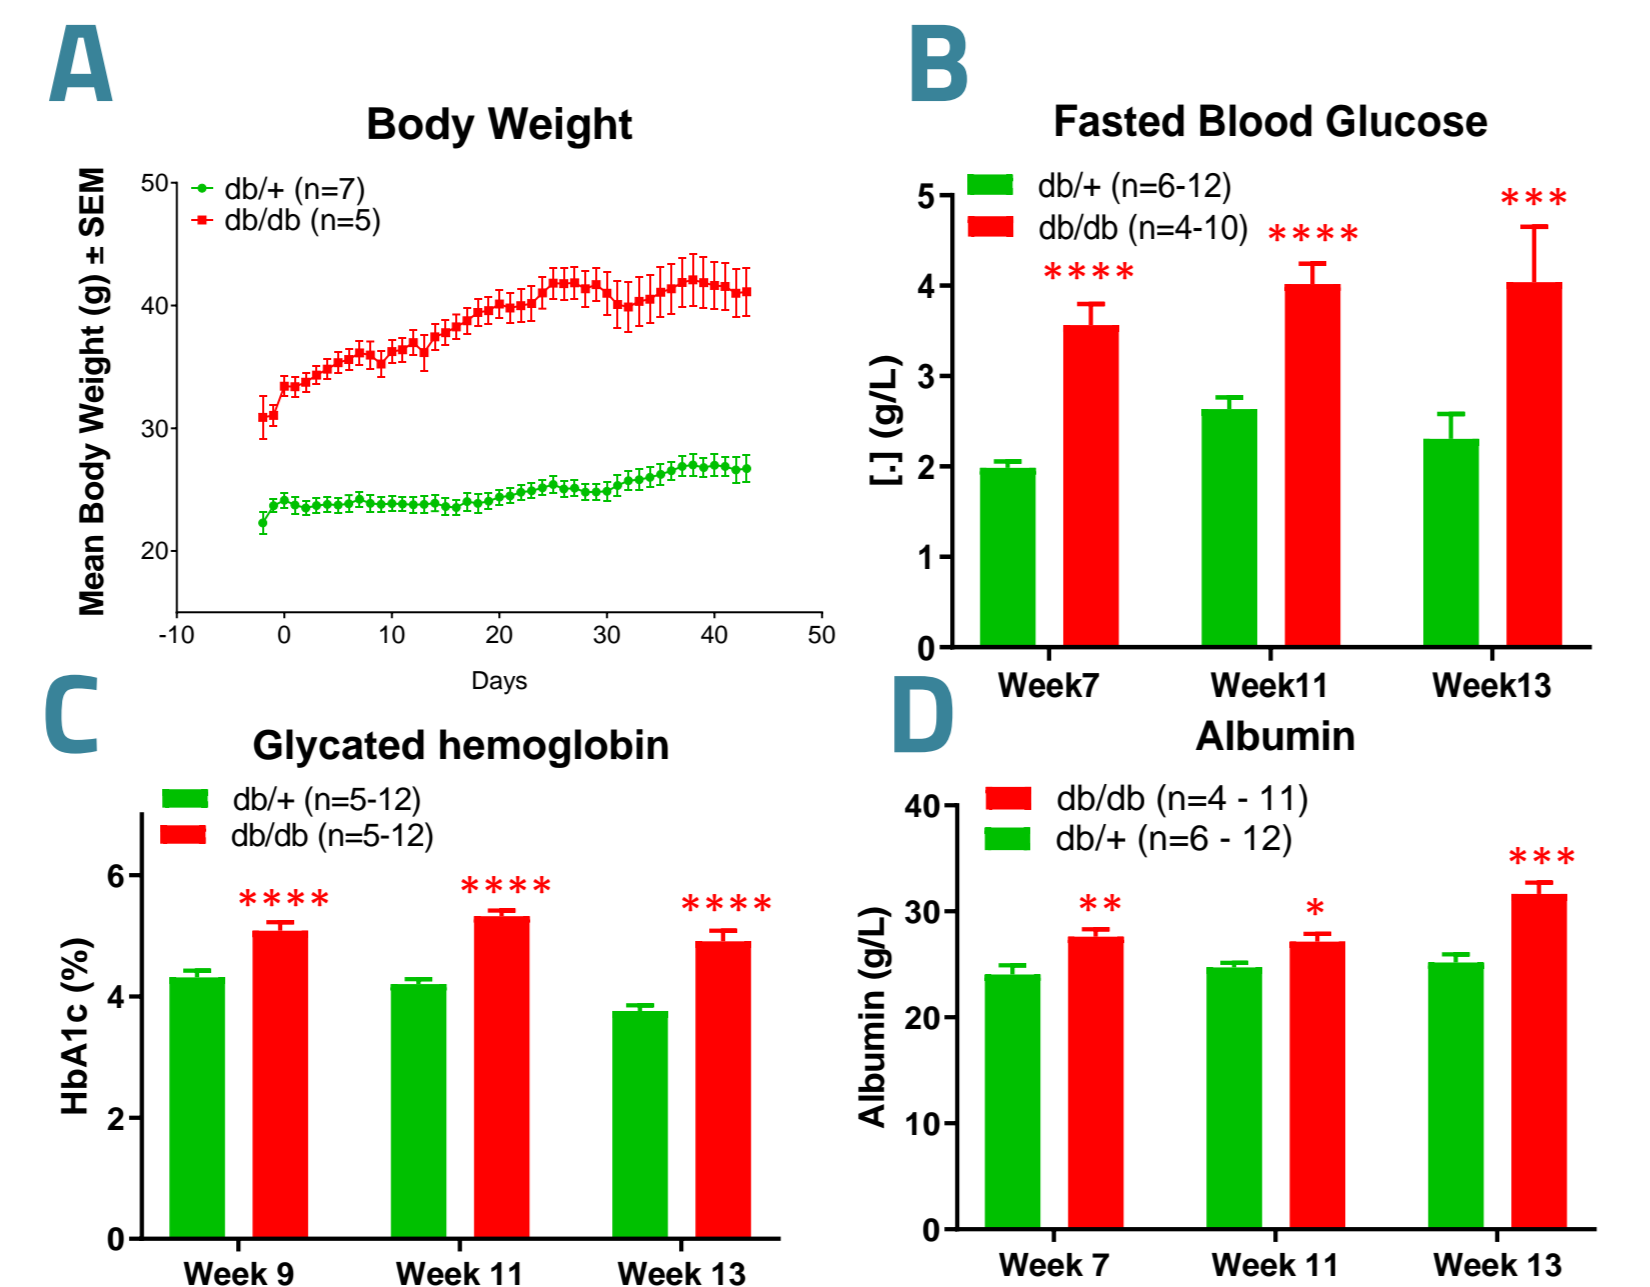 A
Body Weight
Mean Body Weight (g) ± SEM
50
40
30
20
db/+ (n=7)
db/db (n=5)
-10 0 10 20 30 40 50
Days
B
Fasted Blood Glucose
[.] (g/L)
5
4
3
2
1
0
db/+ (n=6-12)
db/db (n=4-10)
****
****
***
Week7 Week11 Week13
C
Glycated hemoglobin
HbA1c (%)
6
4
2
0
db/+ (n=5-12)
db/db (n=5-12)
****
****
****
Week 9 Week 11 Week 13
D
Albumin
Albumin (g/L)
40
30
20
10
0
db/db (n=4 - 11)
db/+ (n=6 - 12)
**
*
***
Week 7 Week 11 Week 13